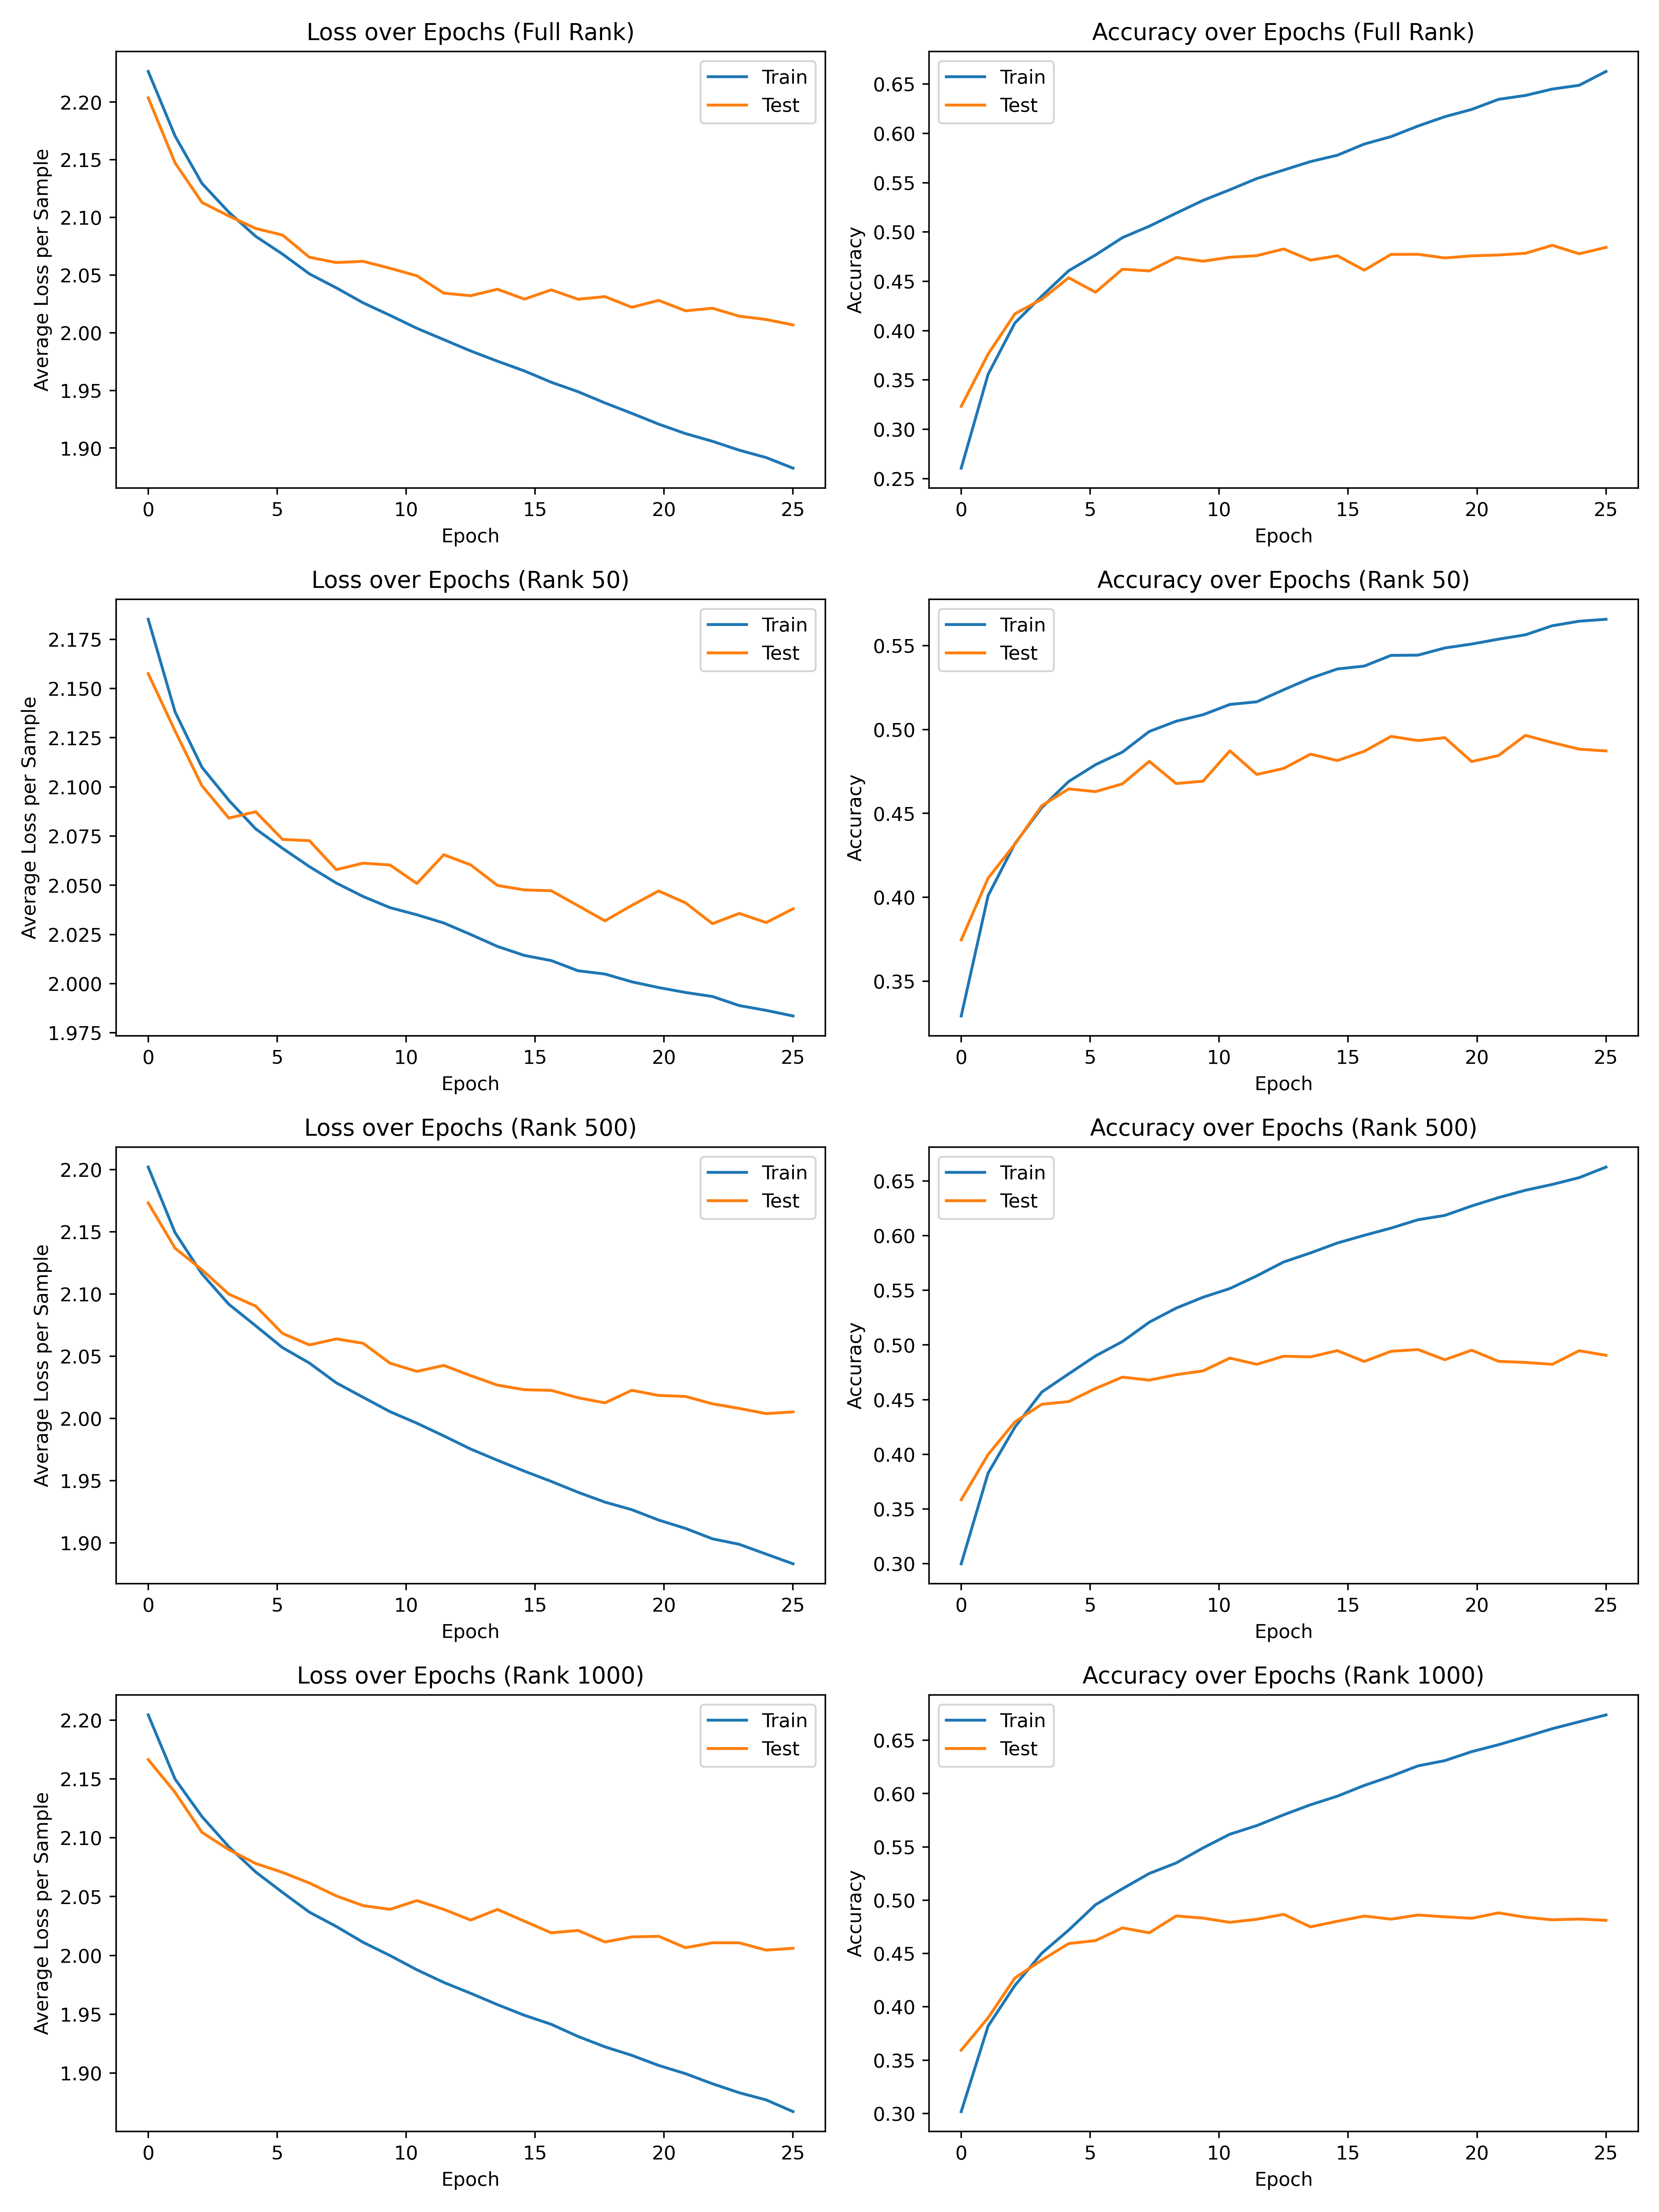 Loss over Epochs (Full Rank)
Train
Test
2.20
2.15
2.10
2.05
2.00
1.95
1.90
Average Loss per Sample
0 5 10 15 20 25
Epoch
Accuracy over Epochs (Full Rank)
Train
Test
0.65
0.60
0.55
0.50
0.45
0.40
0.35
0.30
0.25
Accuracy
0 5 10 15 20 25
Epoch
Loss over Epochs (Rank 50)
Train
Test
2.175
2.150
2.125
2.100
2.075
2.050
2.025
2.000
1.975
Average Loss per Sample
0 5 10 15 20 25
Epoch
Accuracy over Epochs (Rank 50)
Train
Test
0.55
0.50
0.45
0.40
0.35
Accuracy
0 5 10 15 20 25
Epoch
Loss over Epochs (Rank 500)
Train
Test
2.20
2.15
2.10
2.05
2.00
1.95
1.90
Average Loss per Sample
0 5 10 15 20 25
Epoch
Accuracy over Epochs (Rank 500)
Train
Test
0.65
0.60
0.55
0.50
0.45
0.40
0.35
0.30
Accuracy
0 5 10 15 20 25
Epoch
Loss over Epochs (Rank 1000)
Train
Test
2.20
2.15
2.10
2.05
2.00
1.95
1.90
Average Loss per Sample
0 5 10 15 20 25
Epoch
Accuracy over Epochs (Rank 1000)
Train
Test
0.65
0.60
0.55
0.50
0.45
0.40
0.35
0.30
Accuracy
0 5 10 15 20 25
Epoch